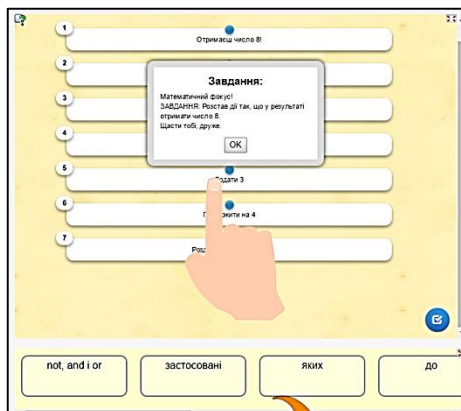 1
Отримаєш число 8!
2
Завдання:
Математичний фокус!
ЗАВДАННЯ: Розстав дії так, що у результаті
отримати число 8.
Щасти тобі, друже.
OK
3
4
5
Додати 3
6
на 4
7
not, and і or
застосовані
яких
до